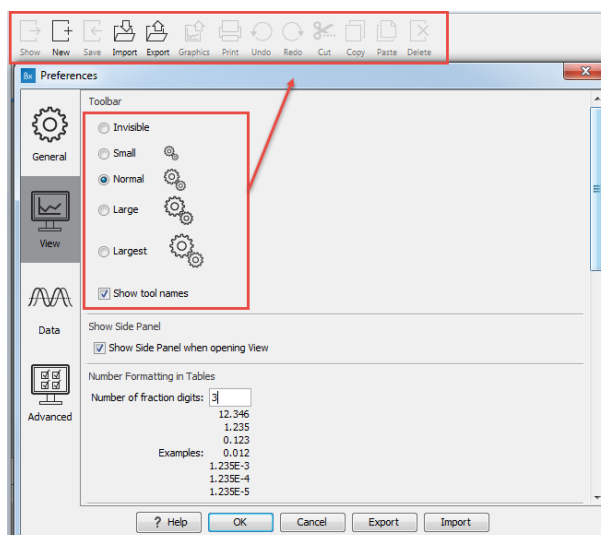 Show New Save Import Export Graphics Print Undo Redo Cut Copy Paste Delete
Bx Preferences
Toolbar
Invisible
Small
General
Normal
Large
View
Largest
Show tool names
Data
Show Side Panel
Show Side Panel when opening View
Number Formatting in Tables
Number of fraction digits: 3
Advanced
12.346
1.235
0.123
Examples: 0.012
1.235E-3
1.235E-4
1.235E-5
? Help OK Cancel Export Import